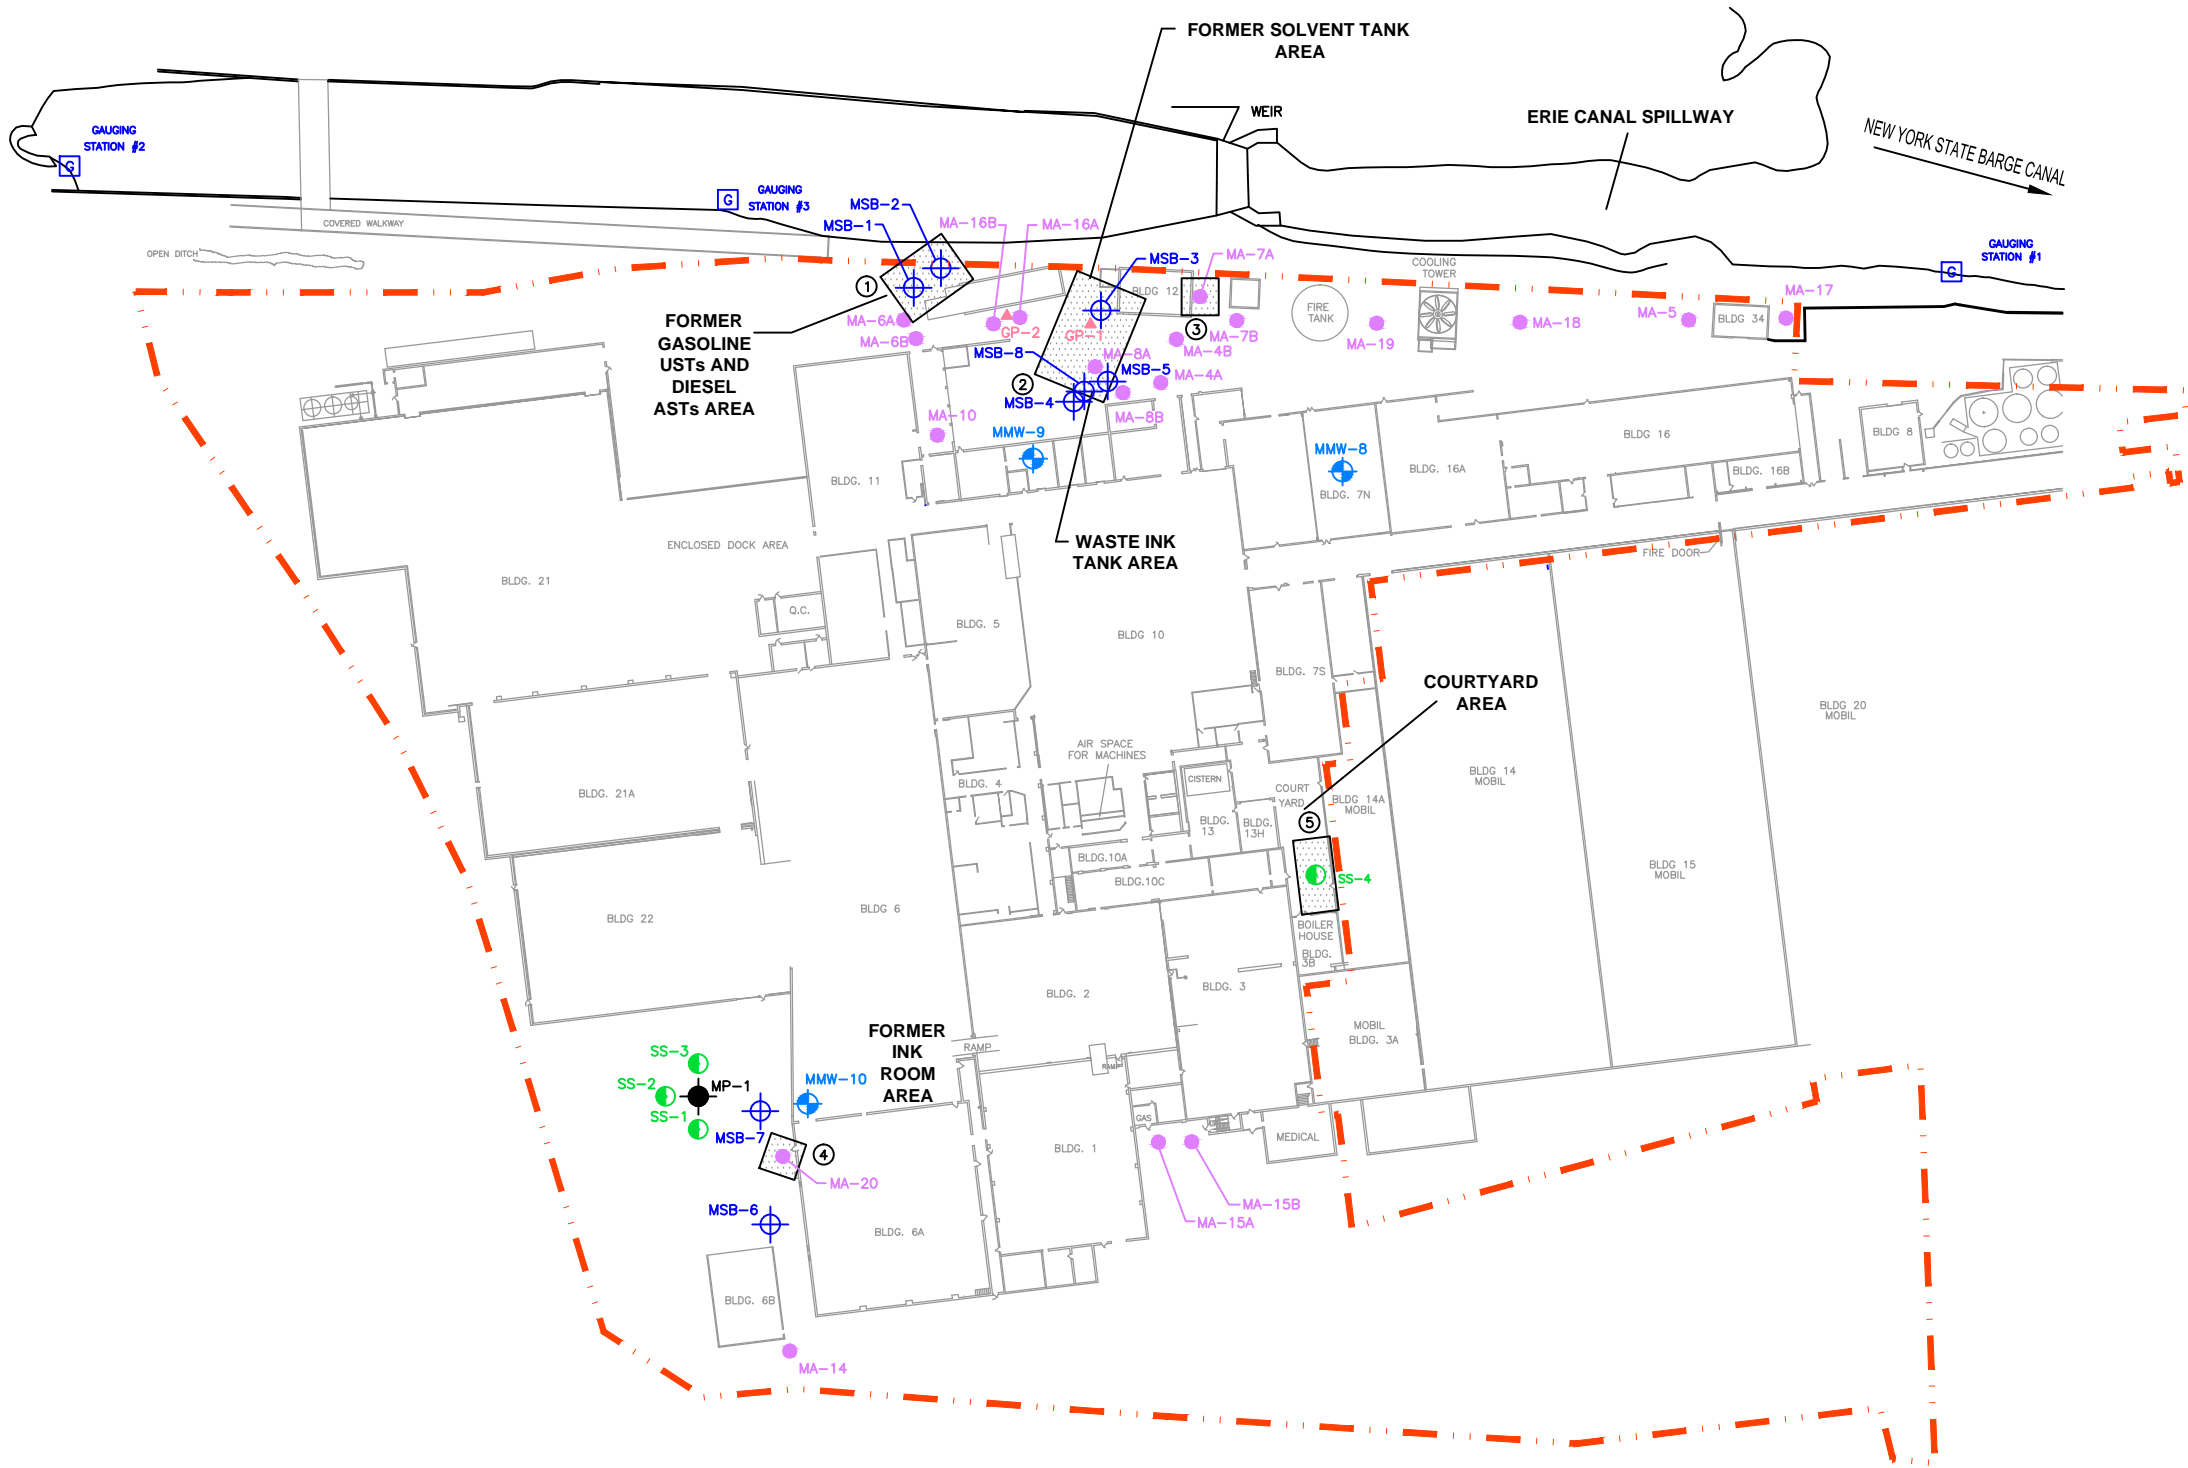 FORMER SOLVENT TANK
AREA
WEIR
ERIE CANAL SPILLWAY
NEW YORK STATE BARGE CANAL
GAUGING
STATION #2
G
GAUGING
STATION #3
G
GAUGING
STATION #1
G
COVERED WALKWAY
OPEN DITCH
MSB-2
MSB-1
MA-16B
MA-16A
MSB-3
MA-7A
COOLING
TOWER
1
BLDG 12
FIRE
TANK
MA-17
MA-6A
MA-6B
GP-2
GP-1
3
MA-7B
MA-4B
MA-19
MA-18
MA-5
BLDG 34
FORMER
GASOLINE
USTs AND
DIESEL
ASTs AREA
MSB-8
MA-8A
MSB-5
MA-4A
2
MSB-4
MA-8B
MA-10
MMW-9
MMW-8
BLDG 16
BLDG 8
BLDG. 16A
BLDG. 16B
BLDG. 11
BLDG. 7N
ENCLOSED DOCK AREA
WASTE INK
TANK AREA
FIRE DOOR
BLDG. 21
Q.C.
BLDG. 5
BLDG 10
BLDG. 7S
COURTYARD
AREA
BLDG 20
MOBIL
AIR SPACE
FOR MACHINES
BLDG 14
MOBIL
BLDG. 4
CISTERN
COURT
YARD
BLDG 14A
MOBIL
BLDG. 21A
BLDG.
13
BLDG.
13H
5
BLDG.10A
BLDG.10C
SS-4
BLDG 15
MOBIL
BLDG 22
BLDG 6
BOILER
HOUSE
BLDG.
3B
BLDG. 2
BLDG. 3
FORMER
INK
ROOM
AREA
RAMP
MOBIL
BLDG. 3A
RAMP
SS-3
SS-2
MP-1
SS-1
MMW-10
MSB-7
4
MA-20
GAS
MEDICAL
BLDG. 1
MSB-6
MA-15B
MA-15A
BLDG. 6A
BLDG. 6B
MA-14